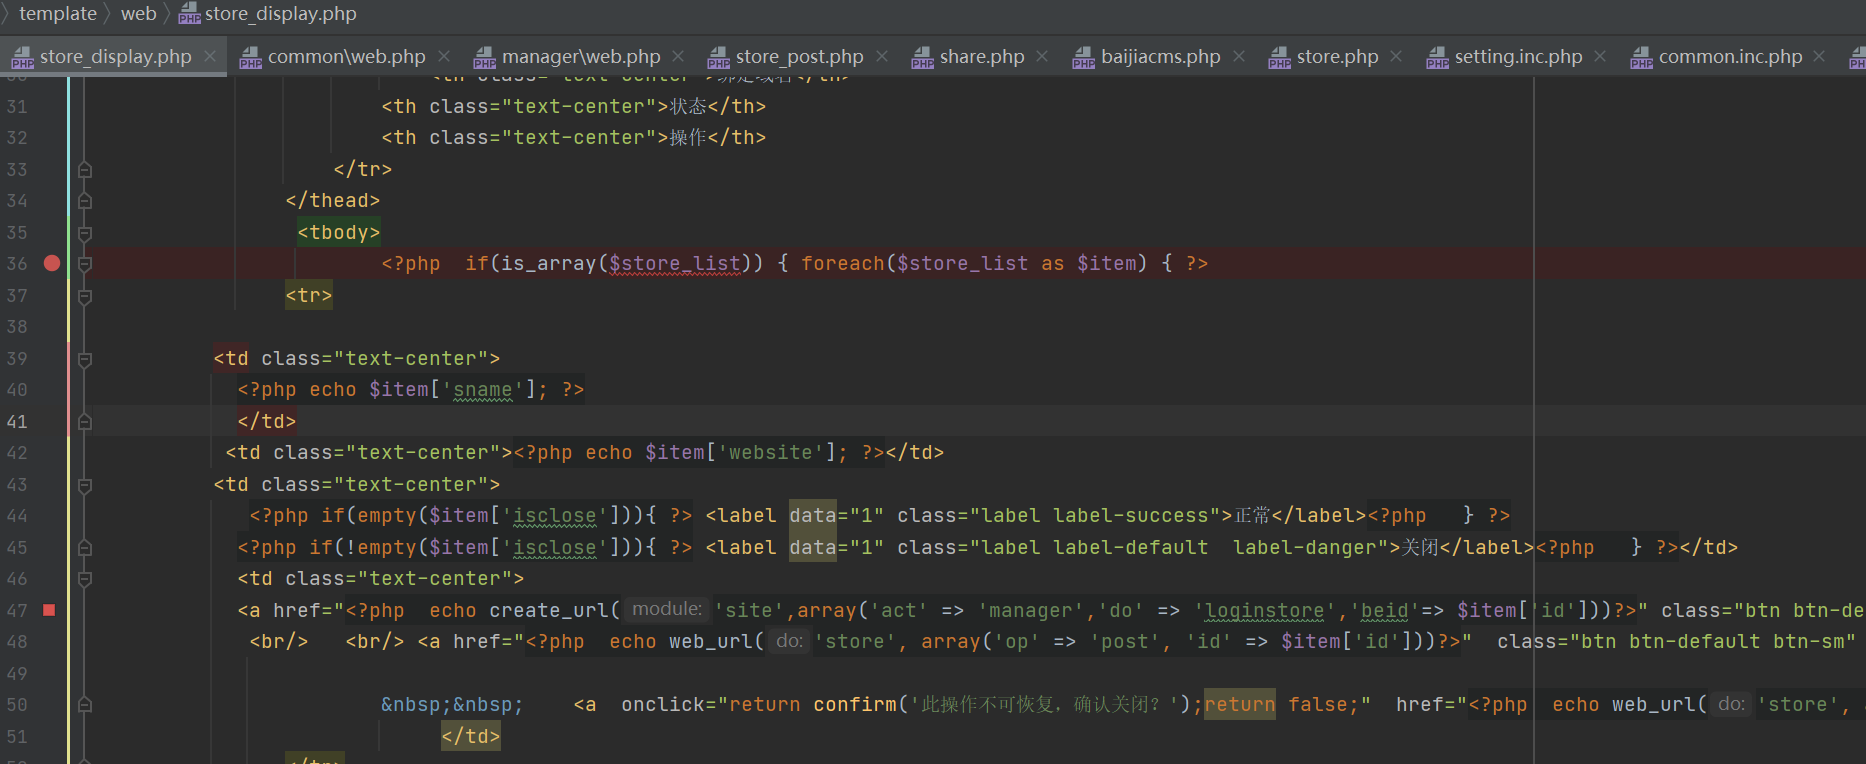 template 〉 web 〉 store_display.php
store_display.php × common\web.php × manager\web.php × store_post.php × share.php × baijiacms.php × store.php × setting.inc.php × common.inc.php ×
<th class="text-center">绑定域名</th>
31 <th class="text-center">状态</th>
32 <th class="text-center">操作</th>
33 </tr>
34 </thead>
35 <tbody>
36 <?php  if(is_array($store_list)) { foreach($store_list as $item) { ?>
37 <tr>
38
39 <td class="text-center">
40 <?php echo $item['sname']; ?>
41 </td>
42 <td class="text-center"><?php echo $item['website']; ?></td>
43 <td class="text-center">
44 <?php if(empty($item['isclose'])){ ?> <label data="1" class="label label-success">正常</label><?php   } ?>
45 <?php if(!empty($item['isclose'])){ ?> <label data="1" class="label label-default  label-danger">关闭</label><?php   } ?></td>
46 <td class="text-center">
47 <a href="<?php  echo create_url( module: 'site',array('act' => 'manager','do' => 'loginstore','beid'=> $item['id']))?>" class="btn btn-de
48 <br/>   <br/> <a href="<?php  echo web_url( do: 'store', array('op' => 'post', 'id' => $item['id']))?>"  class="btn btn-default btn-sm"
49
50 &nbsp;&nbsp;    <a  onclick="return confirm('此操作不可恢复，确认关闭？');return false;"  href="<?php  echo web_url( do: 'store',
51 </td>
</tr>